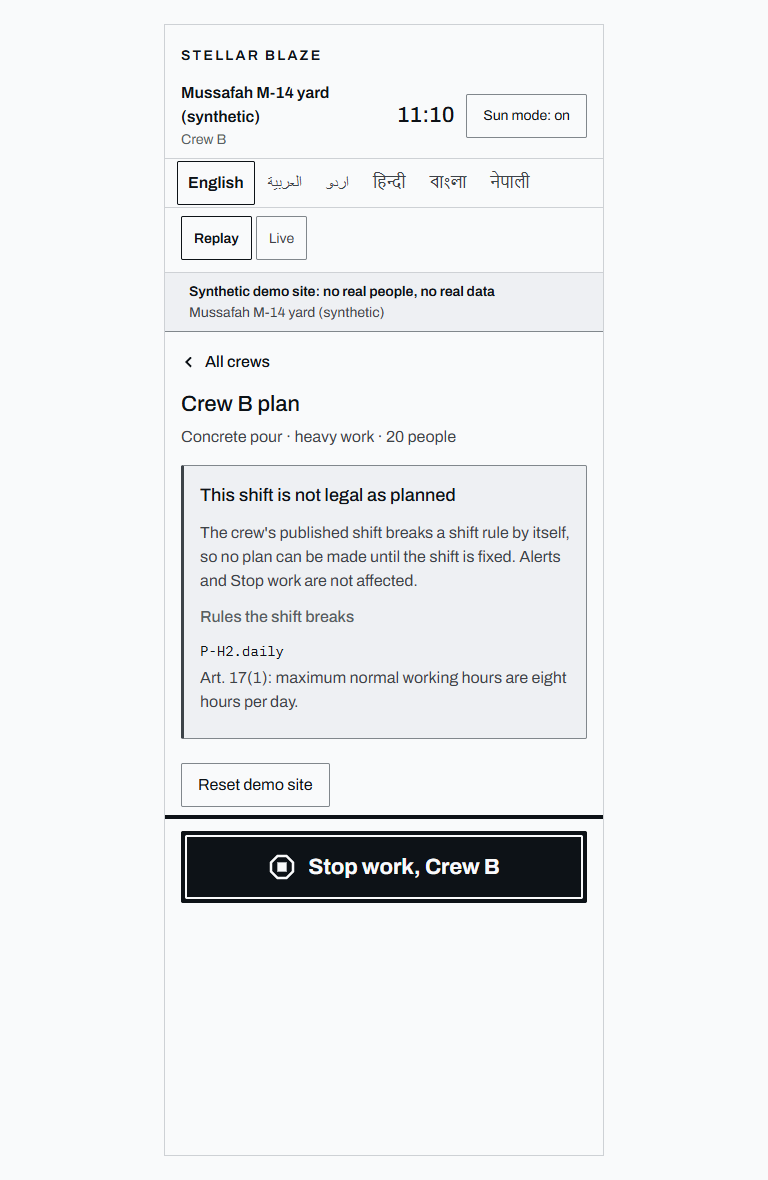 STELLAR BLAZE
Mussafah M-14 yard
(synthetic)
Crew B
11:10
Sun mode: on
English
العربية
اردو
हिन्दी
বাংলা
नेपाली
Replay
Live
Synthetic demo site: no real people, no real data
Mussafah M-14 yard (synthetic)
All crews
Crew B plan
Concrete pour · heavy work · 20 people
This shift is not legal as planned
The crew's published shift breaks a shift rule by itself,
so no plan can be made until the shift is fixed. Alerts
and Stop work are not affected.
Rules the shift breaks
P-H2.daily
Art. 17(1): maximum normal working hours are eight
hours per day.
Reset demo site
Stop work, Crew B